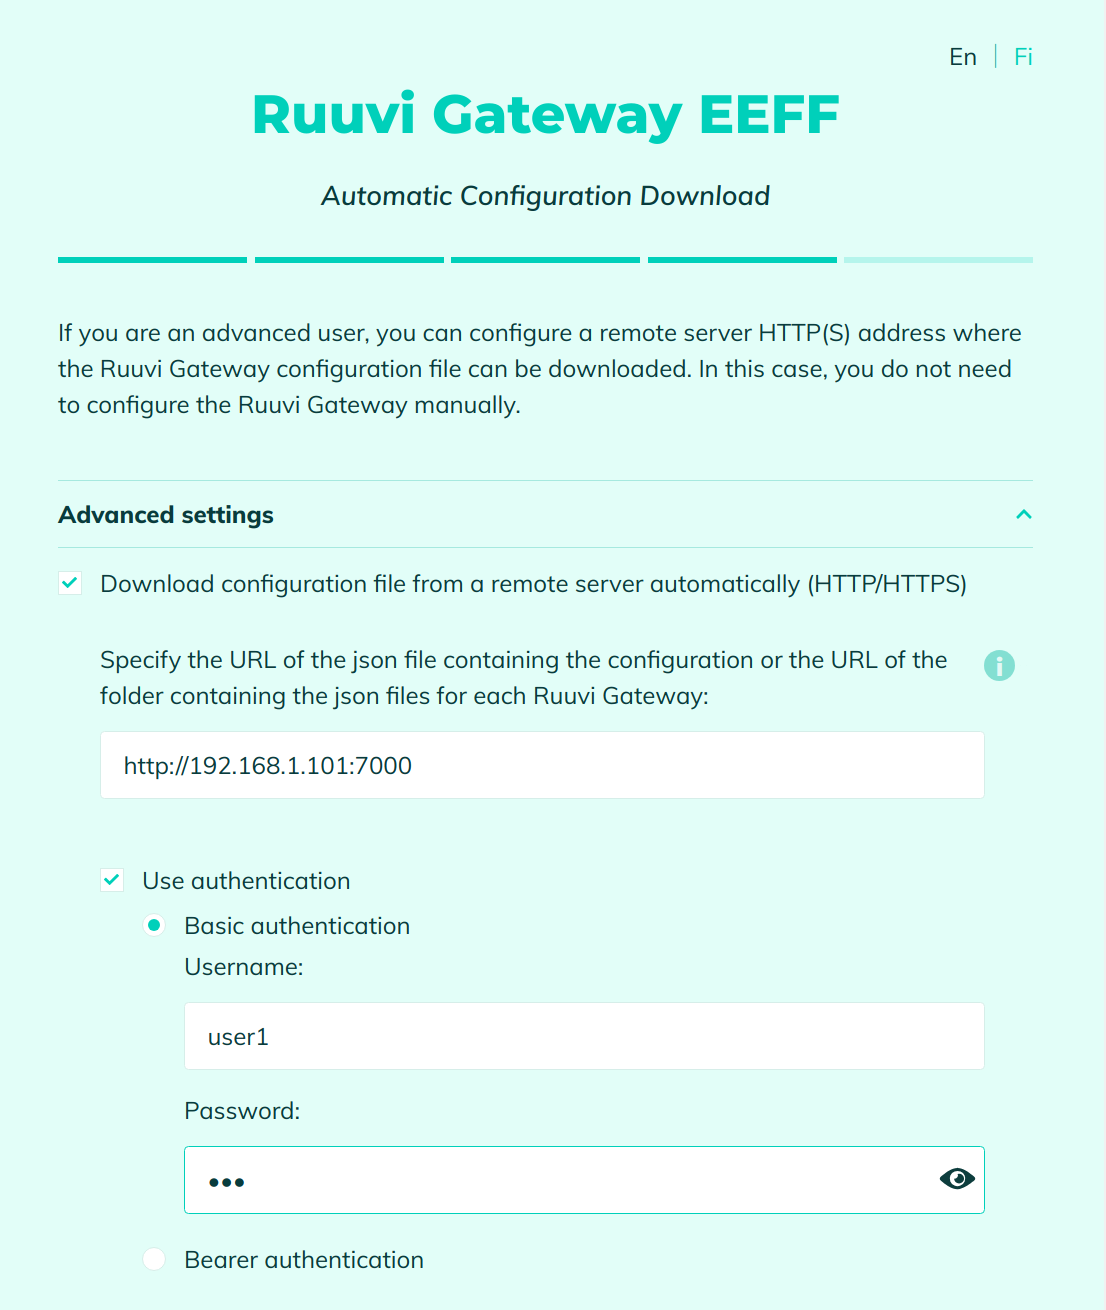 En | Fi
Ruuvi Gateway EEFF
Automatic Configuration Download
If you are an advanced user, you can configure a remote server HTTP(S) address where
the Ruuvi Gateway configuration file can be downloaded. In this case, you do not need
to configure the Ruuvi Gateway manually.
Advanced settings
Download configuration file from a remote server automatically (HTTP/HTTPS)
Specify the URL of the json file containing the configuration or the URL of the
folder containing the json files for each Ruuvi Gateway:
http://192.168.1.101:7000
Use authentication
Basic authentication
Username:
user1
Password:
•••
Bearer authentication